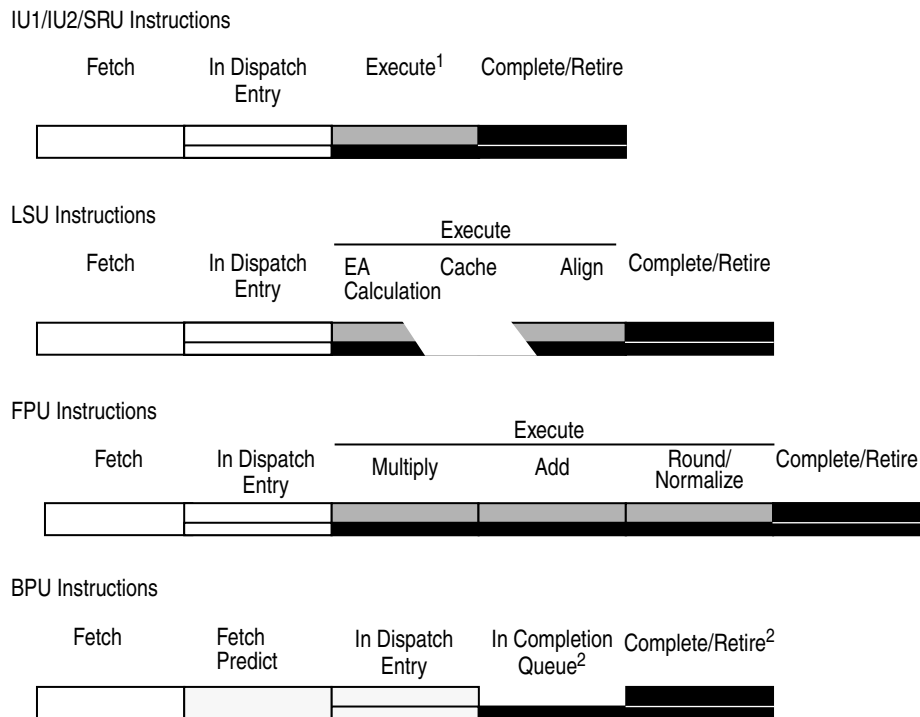 IU1/IU2/SRU Instructions
Fetch In Dispatch Entry Execute1 Complete/Retire
LSU Instructions
Execute
Fetch In Dispatch Entry EA Calculation Cache Align Complete/Retire
FPU Instructions
Execute
Fetch In Dispatch Entry Multiply Add Round/ Normalize Complete/Retire
BPU Instructions
Fetch Fetch Predict In Dispatch Entry In Completion Queue2 Complete/Retire2